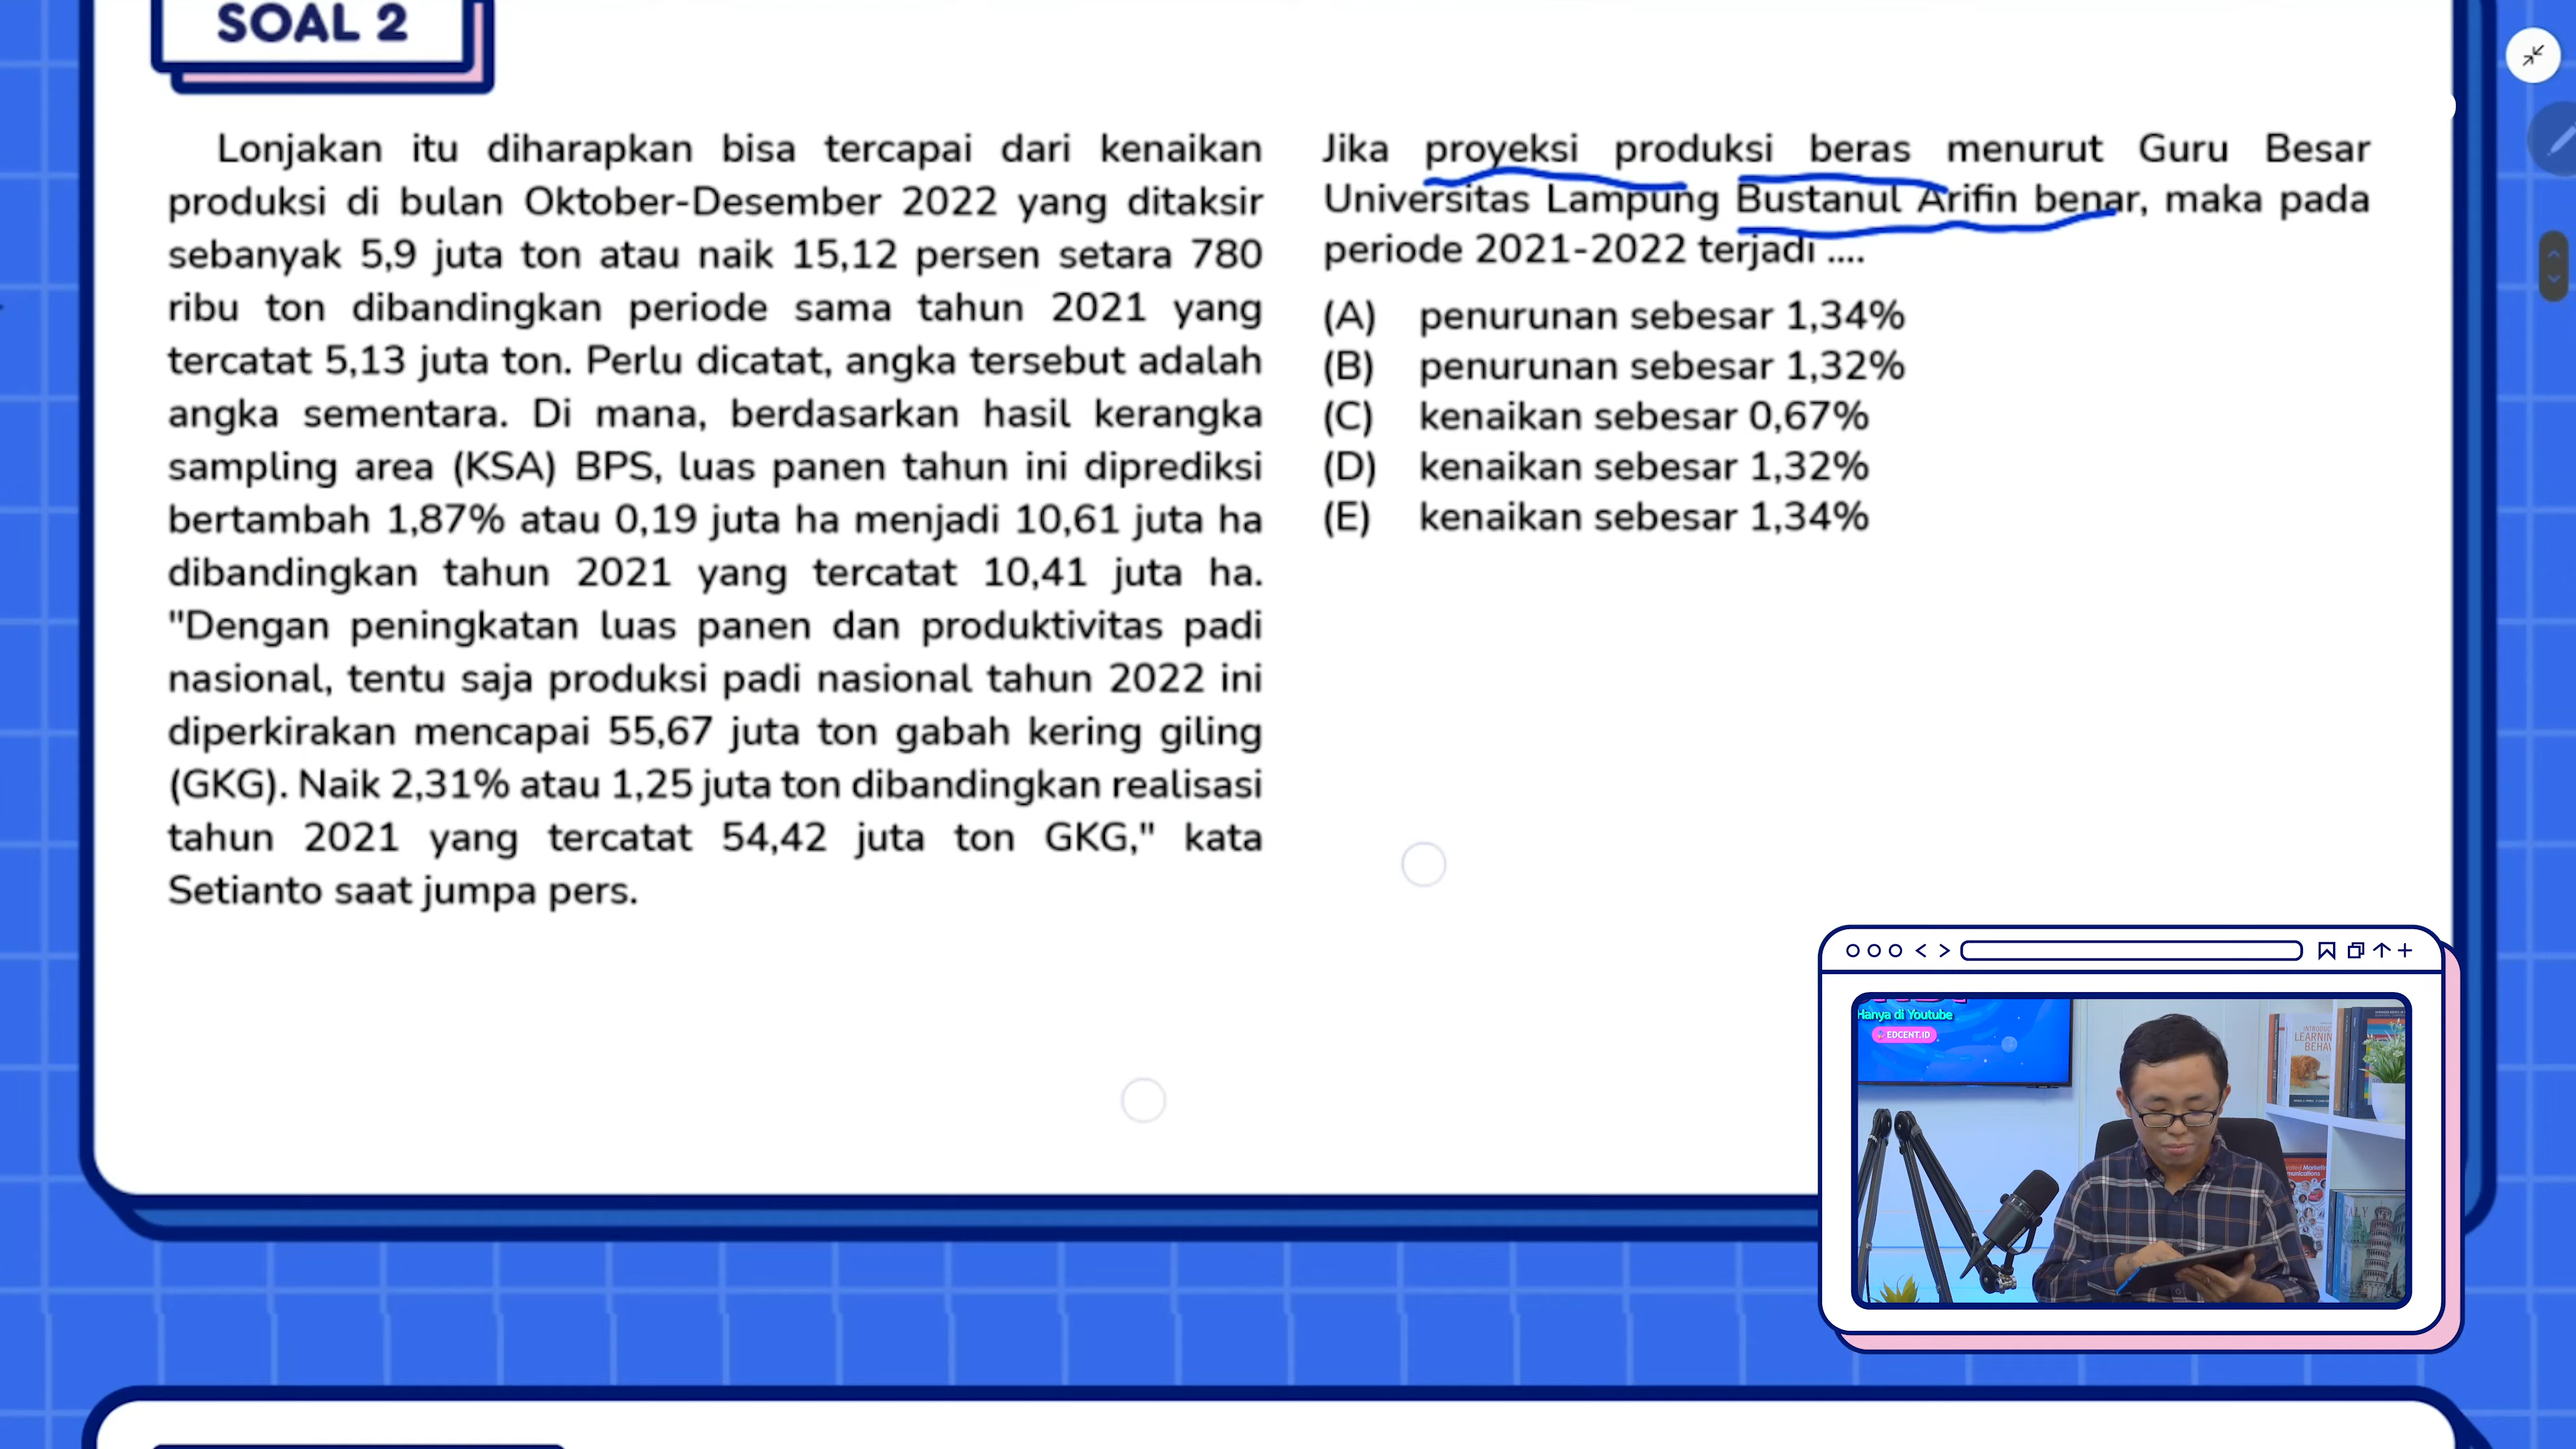 SOAL 2
Lonjakan itu diharapkan bisa tercapai dari kenaikan
produksi di bulan Oktober-Desember 2022 yang ditaksir
sebanyak 5,9 juta ton atau naik 15,12 persen setara 780
ribu ton dibandingkan periode sama tahun 2021 yang
tercatat 5,13 juta ton. Perlu dicatat, angka tersebut adalah
angka sementara. Di mana, berdasarkan hasil kerangka
sampling area (KSA) BPS, luas panen tahun ini diprediksi
bertambah 1,87% atau 0,19 juta ha menjadi 10,61 juta ha
dibandingkan tahun 2021 yang tercatat 10,41 juta ha.
"Dengan peningkatan luas panen dan produktivitas padi
nasional, tentu saja produksi padi nasional tahun 2022 ini
diperkirakan mencapai 55,67 juta ton gabah kering giling
(GKG). Naik 2,31% atau 1,25 juta ton dibandingkan realisasi
tahun 2021 yang tercatat 54,42 juta ton GKG," kata
Setianto saat jumpa pers.
Jika proyeksi produksi beras menurut Guru Besar
Universitas Lampung Bustanul Arifin benar, maka pada
periode 2021-2022 terjadi ....
(A) penurunan sebesar 1,34%
(B) penurunan sebesar 1,32%
(C) kenaikan sebesar 0,67%
(D) kenaikan sebesar 1,32%
(E) kenaikan sebesar 1,34%
Hanya di Youtube
EDCENT.ID
LEARNIN
BEHAV